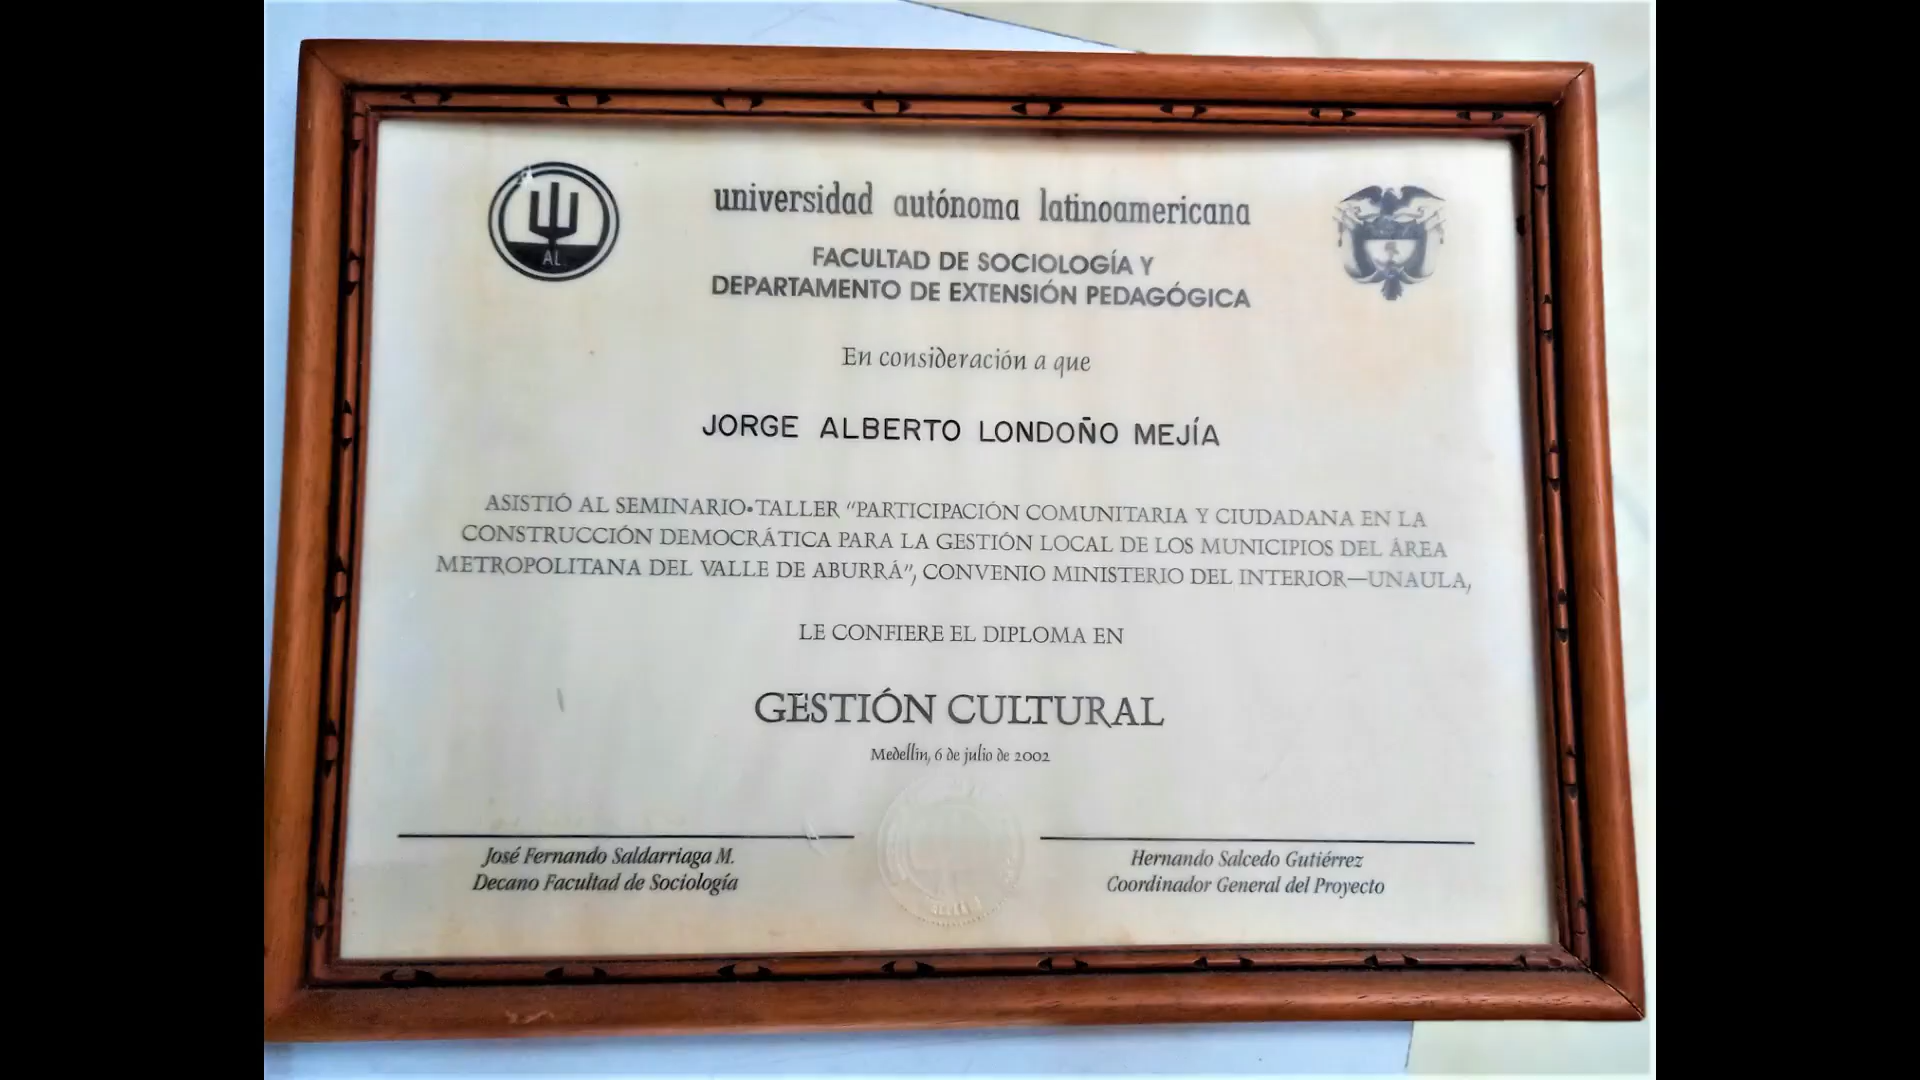 AL
universidad autónoma latinoamericana
FACULTAD DE SOCIOLOGÍA Y
DEPARTAMENTO DE EXTENSIÓN PEDAGÓGICA
En consideración a que
JORGE ALBERTO LONDOÑO MEJÍA
ASISTIÓ AL SEMINARIO•TALLER “PARTICIPACIÓN COMUNITARIA Y CIUDADANA EN LA
CONSTRUCCIÓN DEMOCRÁTICA PARA LA GESTIÓN LOCAL DE LOS MUNICIPIOS DEL ÁREA
METROPOLITANA DEL VALLE DE ABURRÁ”, CONVENIO MINISTERIO DEL INTERIOR—UNAULA,
LE CONFIERE EL DIPLOMA EN
GESTIÓN CULTURAL
Medellín, 6 de julio de 2002
José Fernando Saldarriaga M.
Decano Facultad de Sociología
Hernando Salcedo Gutiérrez
Coordinador General del Proyecto